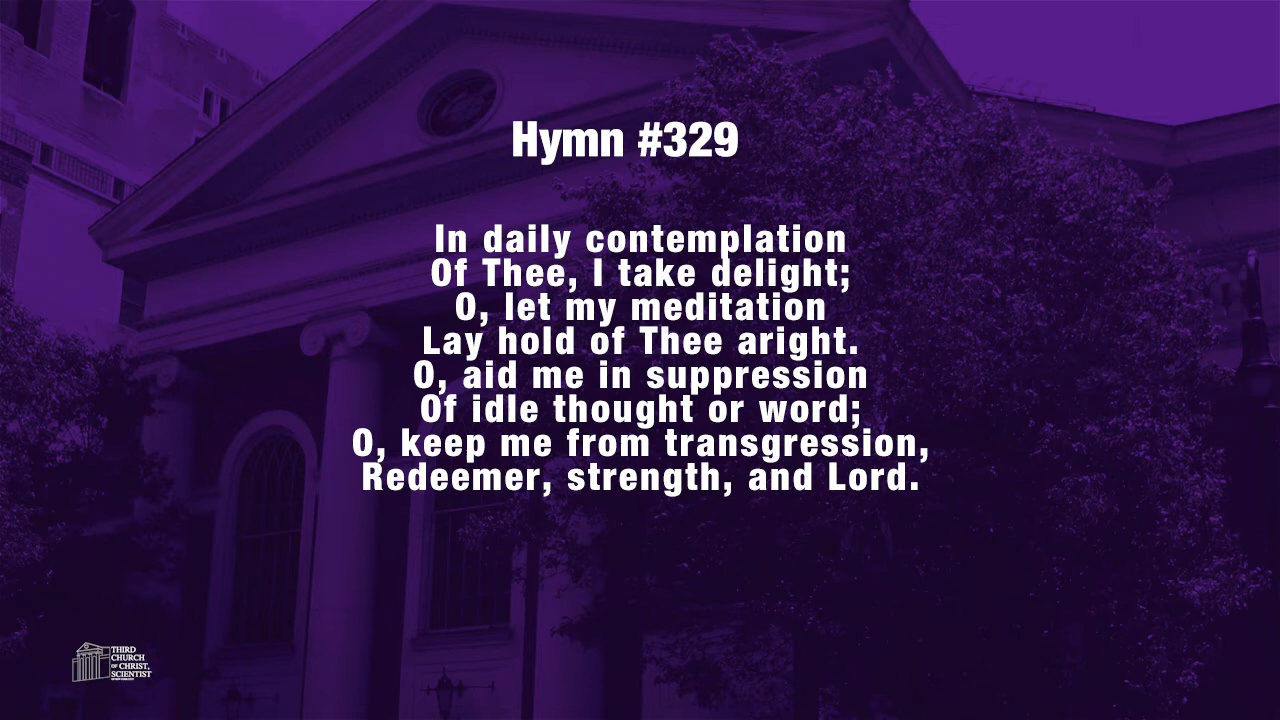 Hymn #329
In daily contemplation
Of Thee, I take delight;
O, let my meditation
Lay hold of Thee aright.
O, aid me in suppression
Of idle thought or word;
O, keep me from transgression,
Redeemer, strength, and Lord.
THIRD
CHURCH
OF CHRIST,
SCIENTIST